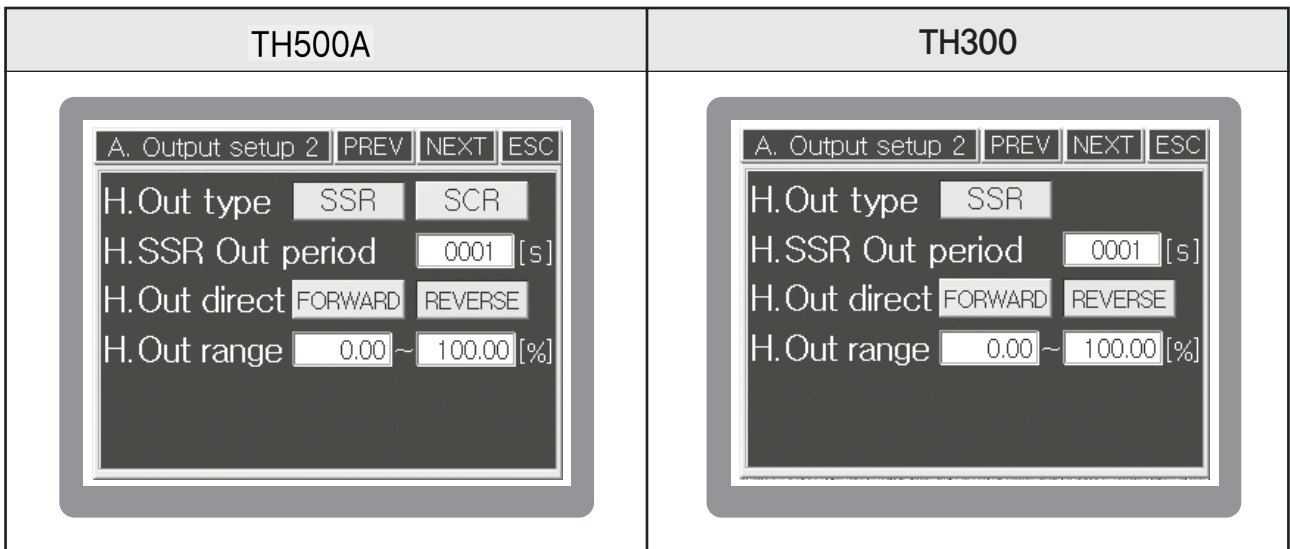 TH500A
TH300
A. Output setup 2 PREV NEXT ESC
H.Out type SSR SCR
H.SSR Out period 0001 [s]
H.Out direct FORWARD REVERSE
H.Out range 0.00 ~ 100.00 [%]
A. Output setup 2 PREV NEXT ESC
H.Out type SSR
H.SSR Out period 0001 [s]
H.Out direct FORWARD REVERSE
H.Out range 0.00 ~ 100.00 [%]